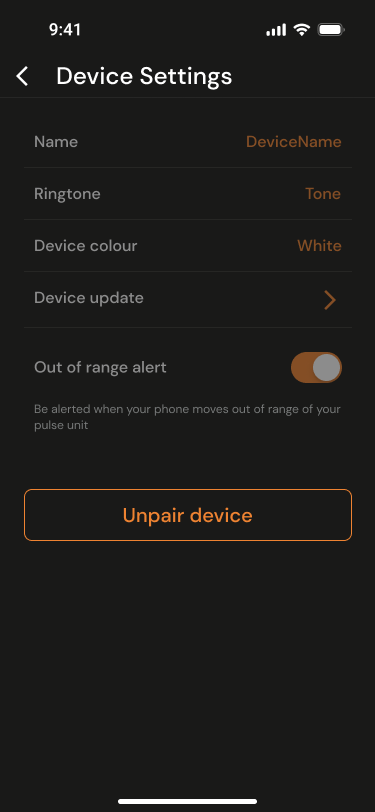 9:41
Device Settings
Name DeviceName
Ringtone Tone
Device colour White
Device update
Out of range alert
Be alerted when your phone moves out of range of your
pulse unit
Unpair device